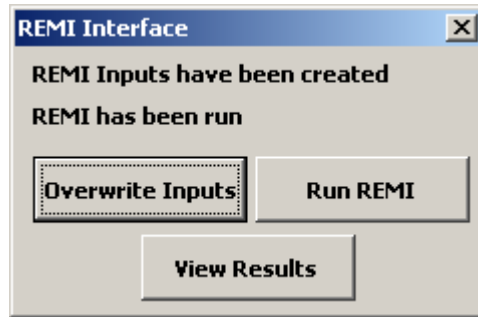 REMI Interface
REMI Inputs have been created
REMI has been run
Overwrite Inputs
Run REMI
View Results